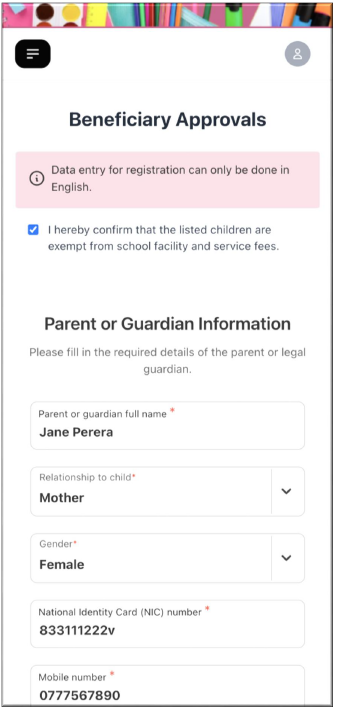 Beneficiary Approvals
Data entry for registration can only be done in
English.
I hereby confirm that the listed children are
exempt from school facility and service fees.
Parent or Guardian Information
Please fill in the required details of the parent or legal
guardian.
Parent or guardian full name *
Jane Perera
Relationship to child*
Mother
Gender*
Female
National Identity Card (NIC) number *
833111222v
Mobile number *
0777567890